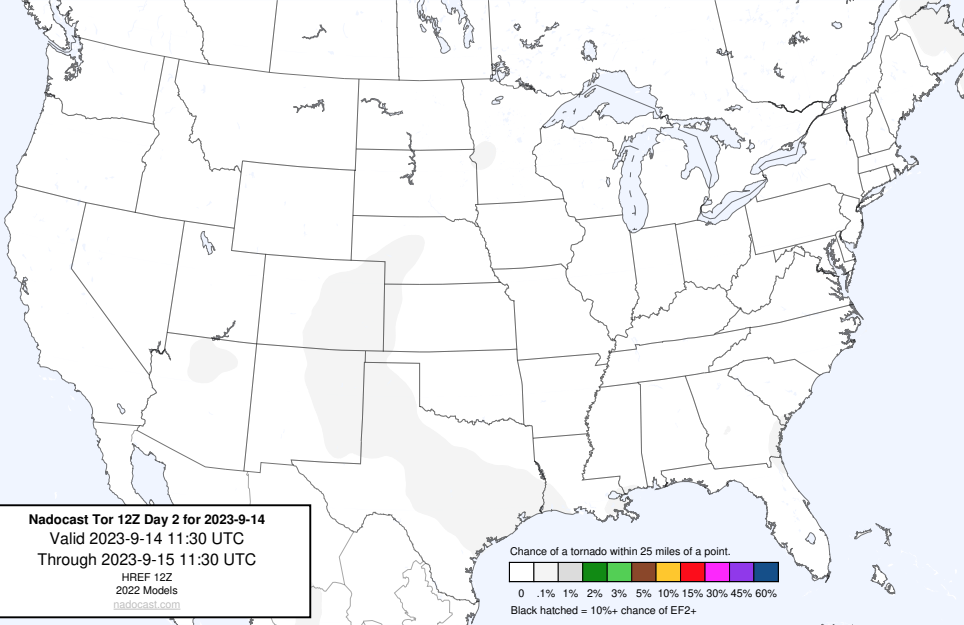 Nadocast Tor 12Z Day 2 for 2023-9-14
Valid 2023-9-14 11:30 UTC
Through 2023-9-15 11:30 UTC
HREF 12Z
2022 Models
nadocast.com
Chance of a tornado within 25 miles of a point.
0 .1% 1% 2% 3% 5% 10% 15% 30% 45% 60%
Black hatched = 10%+ chance of EF2+